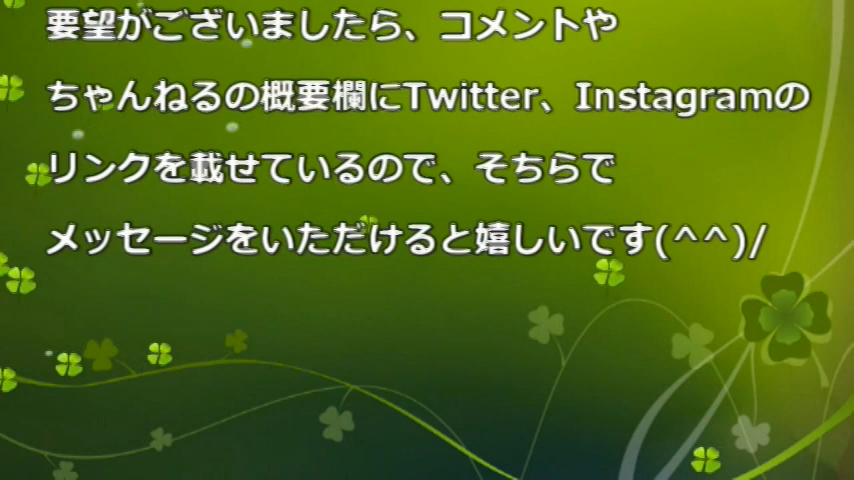 要望がございましたら、コメントや
ちゃんねるの概要欄にTwitter、Instagramの
リンクを載せているので、そちらで
メッセージをいただけると嬉しいです(^^)/